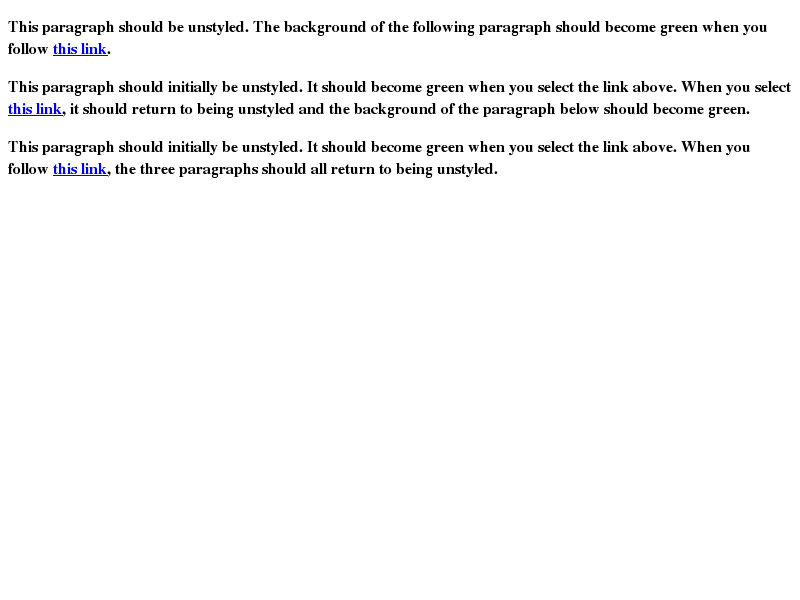 This paragraph should be unstyled. The background of the following paragraph should become green when you
follow this link.
This paragraph should initially be unstyled. It should become green when you select the link above. When you select
this link, it should return to being unstyled and the background of the paragraph below should become green.
This paragraph should initially be unstyled. It should become green when you select the link above. When you
follow this link, the three paragraphs should all return to being unstyled.